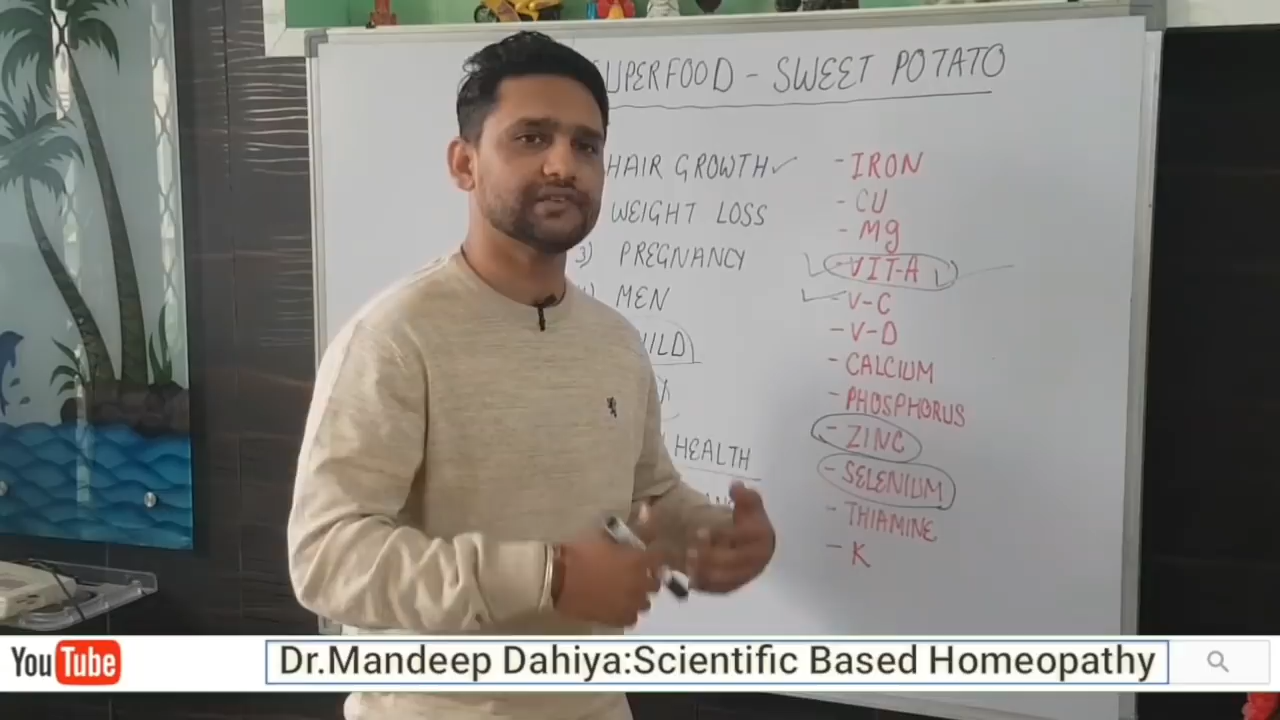 SUPERFOOD - SWEET POTATO
HAIR GROWTH
WEIGHT LOSS
3) PREGNANCY
MEN
HEALTH
- IRON
- CU
- Mg
- VIT-A
- V-C
- V-D
- CALCIUM
- PHOSPHORUS
- ZINC
- SELENIUM
- THIAMINE
- K
YouTube
Dr.Mandeep Dahiya:Scientific Based Homeopathy